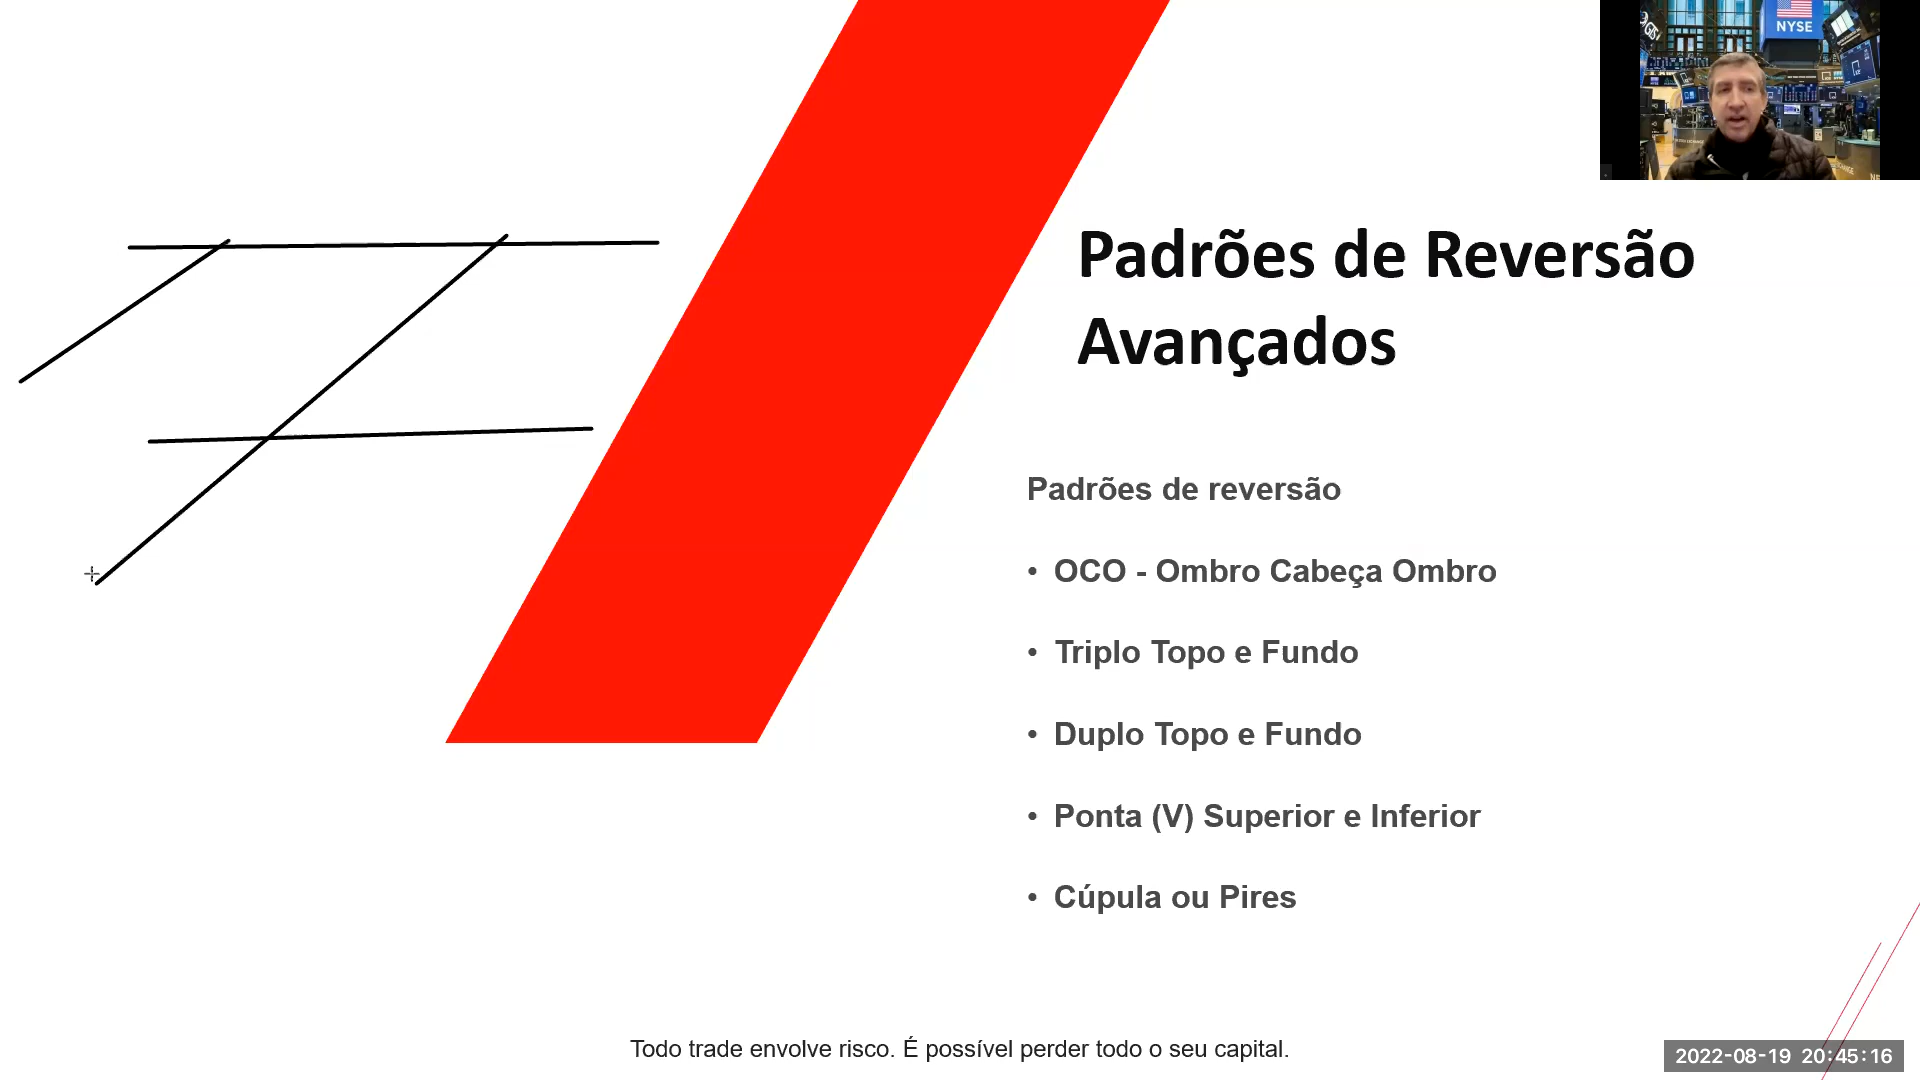 NYSE
Padrões de Reversão
Avançados
Padrões de reversão
• OCO - Ombro Cabeça Ombro
• Triplo Topo e Fundo
• Duplo Topo e Fundo
• Ponta (V) Superior e Inferior
• Cúpula ou Pires
Todo trade envolve risco. É possível perder todo o seu capital.
2022-08-19 20:45:16